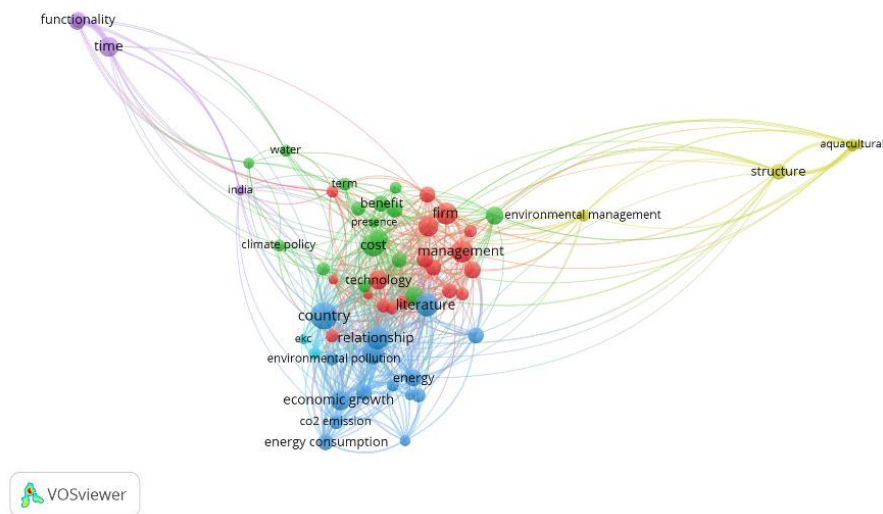 functionality
time
aquacultural
water
structure
term
india
benefit
firm
environmental management
presence
climate policy
cost
management
technology
literature
country
relationship
ekc
environmental pollution
energy
economic growth
co2 emission
energy consumption
VOSviewer